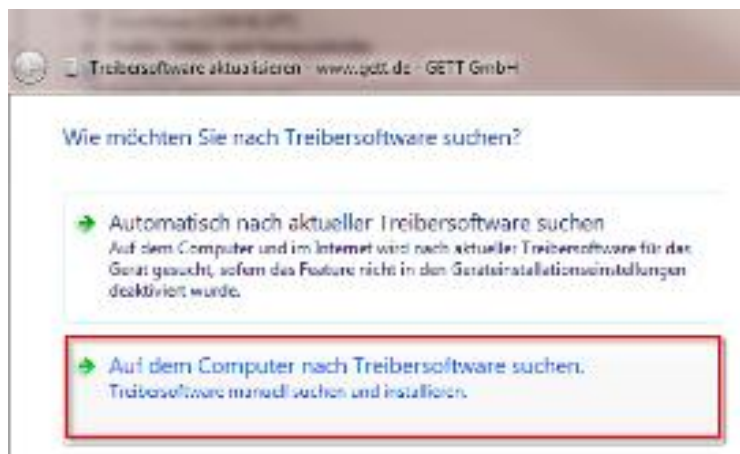 Treibersoftware aktualisieren - www.gett.de - GETT GmbH
Wie möchten Sie nach Treibersoftware suchen?
Automatisch nach aktueller Treibersoftware suchen
Auf dem Computer und im Internet wird nach aktueller Treibersoftware für das
Gerät gesucht, sofern das Feature nicht in den Geräteinstallationseinstellungen
deaktiviert wurde.
Auf dem Computer nach Treibersoftware suchen.
Treibersoftware manuell suchen und installieren.